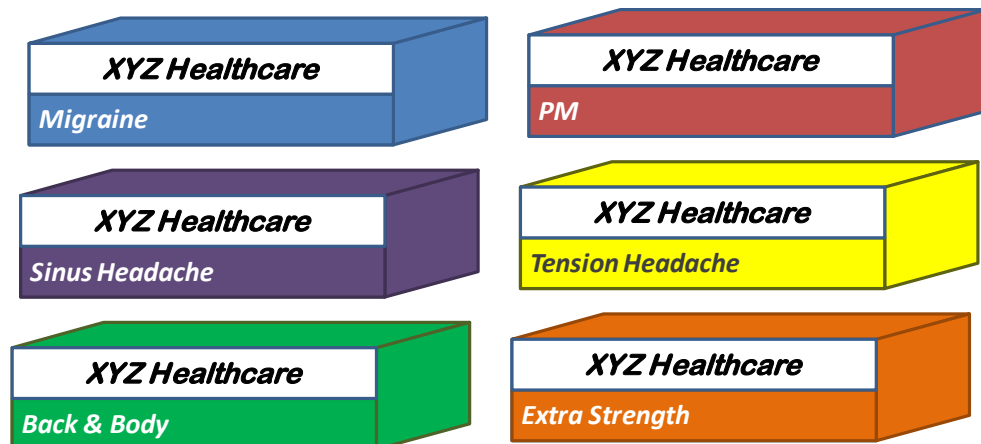 XYZ Healthcare
Migraine
XYZ Healthcare
PM
XYZ Healthcare
Sinus Headache
XYZ Healthcare
Tension Headache
XYZ Healthcare
Back & Body
XYZ Healthcare
Extra Strength